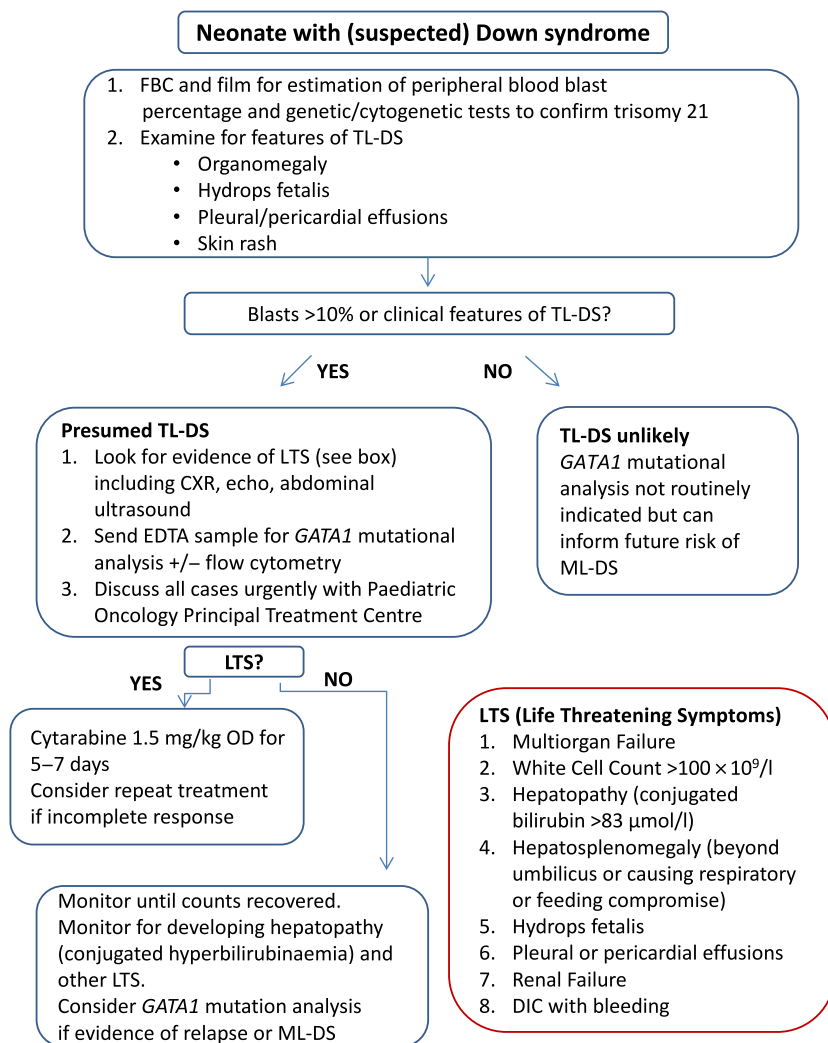 Neonate with (suspected) Down syndrome
1. FBC and film for estimation of peripheral blood blast
percentage and genetic/cytogenetic tests to confirm trisomy 21
2. Examine for features of TL-DS
• Organomegaly
• Hydrops fetalis
• Pleural/pericardial effusions
• Skin rash
Blasts >10% or clinical features of TL-DS?
YES
NO
Presumed TL-DS
1. Look for evidence of LTS (see box)
including CXR, echo, abdominal
ultrasound
2. Send EDTA sample for GATA1 mutational
analysis +/− flow cytometry
3. Discuss all cases urgently with Paediatric
Oncology Principal Treatment Centre
TL-DS unlikely
GATA1 mutational
analysis not routinely
indicated but can
inform future risk of
ML-DS
LTS?
YES
NO
Cytarabine 1.5 mg/kg OD for
5–7 days
Consider repeat treatment
if incomplete response
Monitor until counts recovered.
Monitor for developing hepatopathy
(conjugated hyperbilirubinaemia) and
other LTS.
Consider GATA1 mutation analysis
if evidence of relapse or ML-DS
LTS (Life Threatening Symptoms)
1. Multiorgan Failure
2. White Cell Count >100 × 10⁹/l
3. Hepatopathy (conjugated
bilirubin >83 µmol/l)
4. Hepatosplenomegaly (beyond
umbilicus or causing respiratory
or feeding compromise)
5. Hydrops fetalis
6. Pleural or pericardial effusions
7. Renal Failure
8. DIC with bleeding